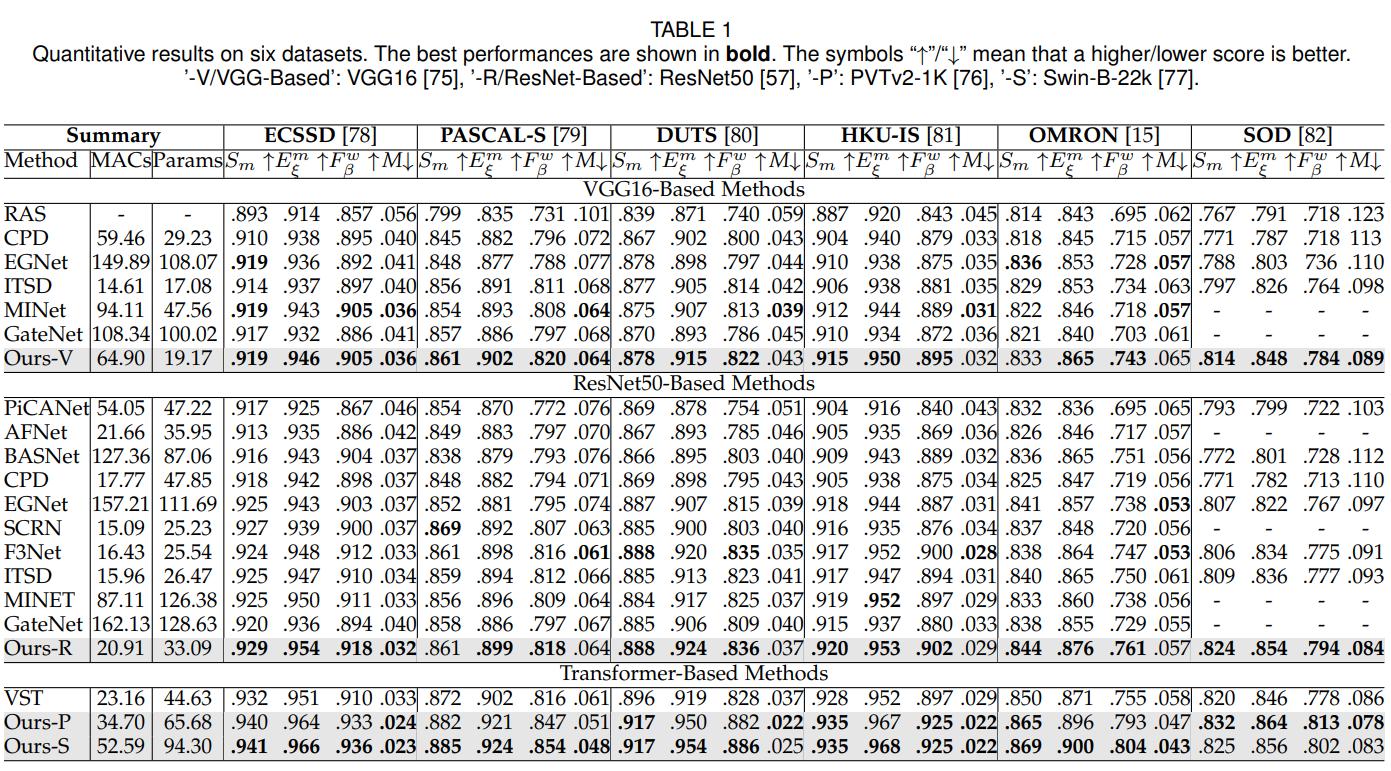 TABLE 1
Quantitative results on six datasets. The best performances are shown in bold. The symbols “↑”/“↓” mean that a higher/lower score is better.
'-V/VGG-Based': VGG16 [75], '-R/ResNet-Based': ResNet50 [57], '-P': PVTv2-1K [76], '-S': Swin-B-22k [77].
Summary ECSSD [78] PASCAL-S [79] DUTS [80] HKU-IS [81] OMRON [15] SOD [82]
Method MACs Params Sm ↑ Eξm ↑ Fβw ↑ M↓ Sm ↑ Eξm ↑ Fβw ↑ M↓ Sm ↑ Eξm ↑ Fβw ↑ M↓ Sm ↑ Eξm ↑ Fβw ↑ M↓ Sm ↑ Eξm ↑ Fβw ↑ M↓ Sm ↑ Eξm ↑ Fβw ↑ M↓
VGG16-Based Methods
RAS - - .893 .914 .857 .056 .799 .835 .731 .101 .839 .871 .740 .059 .887 .920 .843 .045 .814 .843 .695 .062 .767 .791 .718 .123
CPD 59.46 29.23 .910 .938 .895 .040 .845 .882 .796 .072 .867 .902 .800 .043 .904 .940 .879 .033 .818 .845 .715 .057 .771 .787 .718 113
EGNet 149.89 108.07 .919 .936 .892 .041 .848 .877 .788 .077 .878 .898 .797 .044 .910 .938 .875 .035 .836 .853 .728 .057 .788 .803 .736 .110
ITSD 14.61 17.08 .914 .937 .897 .040 .856 .891 .811 .068 .877 .905 .814 .042 .906 .938 .881 .035 .829 .853 .734 .063 .797 .826 .764 .098
MINet 94.11 47.56 .919 .943 .905 .036 .854 .893 .808 .064 .875 .907 .813 .039 .912 .944 .889 .031 .822 .846 .718 .057 - - - -
GateNet 108.34 100.02 .917 .932 .886 .041 .857 .886 .797 .068 .870 .893 .786 .045 .910 .934 .872 .036 .821 .840 .703 .061 - - - -
Ours-V 64.90 19.17 .919 .946 .905 .036 .861 .902 .820 .064 .878 .915 .822 .043 .915 .950 .895 .032 .833 .865 .743 .065 .814 .848 .784 .089
ResNet50-Based Methods
PiCANet 54.05 47.22 .917 .925 .867 .046 .854 .870 .772 .076 .869 .878 .754 .051 .904 .916 .840 .043 .832 .836 .695 .065 .793 .799 .722 .103
AFNet 21.66 35.95 .913 .935 .886 .042 .849 .883 .797 .070 .867 .893 .785 .046 .905 .935 .869 .036 .826 .846 .717 .057 - - - -
BASNet 127.36 87.06 .916 .943 .904 .037 .838 .879 .793 .076 .866 .895 .803 .040 .909 .943 .889 .032 .836 .865 .751 .056 .772 .801 .728 .112
CPD 17.77 47.85 .918 .942 .898 .037 .848 .882 .794 .071 .869 .898 .795 .043 .905 .938 .875 .034 .825 .847 .719 .056 .771 .782 .713 .110
EGNet 157.21 111.69 .925 .943 .903 .037 .852 .881 .795 .074 .887 .907 .815 .039 .918 .944 .887 .031 .841 .857 .738 .053 .807 .822 .767 .097
SCRN 15.09 25.23 .927 .939 .900 .037 .869 .892 .807 .063 .885 .900 .803 .040 .916 .935 .876 .034 .837 .848 .720 .056 - - - -
F3Net 16.43 25.54 .924 .948 .912 .033 .861 .898 .816 .061 .888 .920 .835 .035 .917 .952 .900 .028 .838 .864 .747 .053 .806 .834 .775 .091
ITSD 15.96 26.47 .925 .947 .910 .034 .859 .894 .812 .066 .885 .913 .823 .041 .917 .947 .894 .031 .840 .865 .750 .061 .809 .836 .777 .093
MINET 87.11 126.38 .925 .950 .911 .033 .856 .896 .809 .064 .884 .917 .825 .037 .919 .952 .897 .029 .833 .860 .738 .056 - - - -
GateNet 162.13 128.63 .920 .936 .894 .040 .858 .886 .797 .067 .885 .906 .809 .040 .915 .937 .880 .033 .838 .855 .729 .055 - - - -
Ours-R 20.91 33.09 .929 .954 .918 .032 .861 .899 .818 .064 .888 .924 .836 .037 .920 .953 .902 .029 .844 .876 .761 .057 .824 .854 .794 .084
Transformer-Based Methods
VST 23.16 44.63 .932 .951 .910 .033 .872 .902 .816 .061 .896 .919 .828 .037 .928 .952 .897 .029 .850 .871 .755 .058 .820 .846 .778 .086
Ours-P 34.70 65.68 .940 .964 .933 .024 .882 .921 .847 .051 .917 .950 .882 .022 .935 .967 .925 .022 .865 .896 .793 .047 .832 .864 .813 .078
Ours-S 52.59 94.30 .941 .966 .936 .023 .885 .924 .854 .048 .917 .954 .886 .025 .935 .968 .925 .022 .869 .900 .804 .043 .825 .856 .802 .083